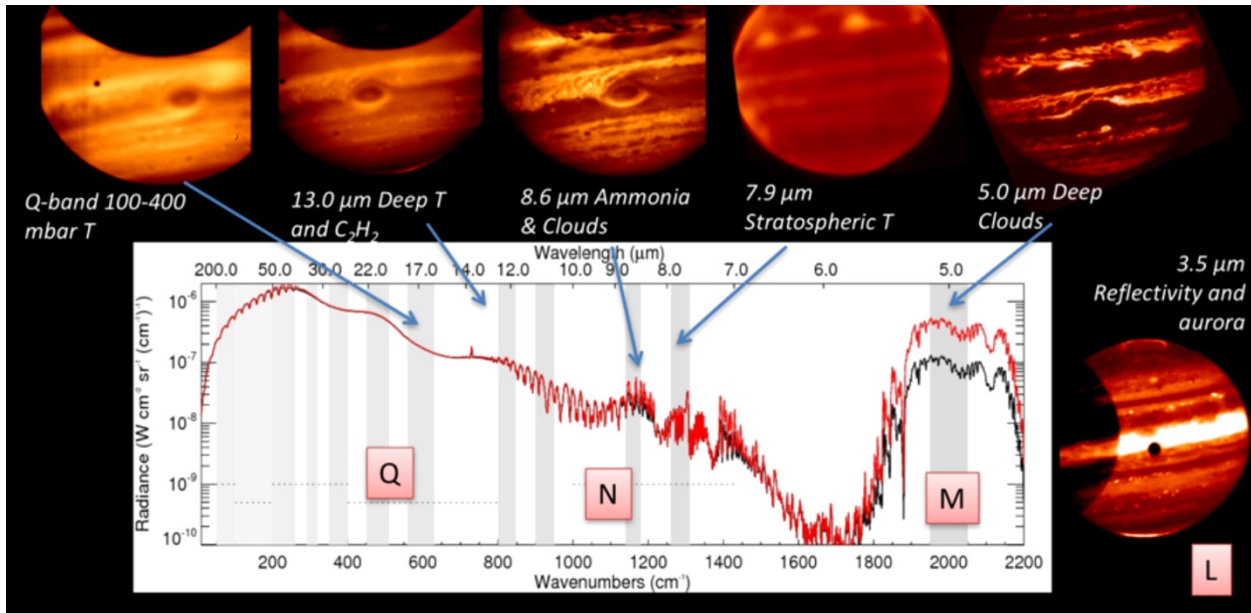 Q-band 100-400
mbar T
13.0 μm Deep T
and C₂H₂
8.6 μm Ammonia
& Clouds
7.9 μm
Stratospheric T
5.0 μm Deep
Clouds
3.5 μm
Reflectivity and
aurora
Wavelength (μm)
200.0 50.0 30.0 22.0 17.0 14.0 12.0 10.0 9.0 8.0 7.0 6.0 5.0
Radiance (W cm⁻² sr⁻¹ (cm⁻¹)⁻¹)
10⁻⁶
10⁻⁷
10⁻⁸
10⁻⁹
10⁻¹⁰
Q
N
M
L
200 400 600 800 1000 1200 1400 1600 1800 2000 2200
Wavenumbers (cm⁻¹)